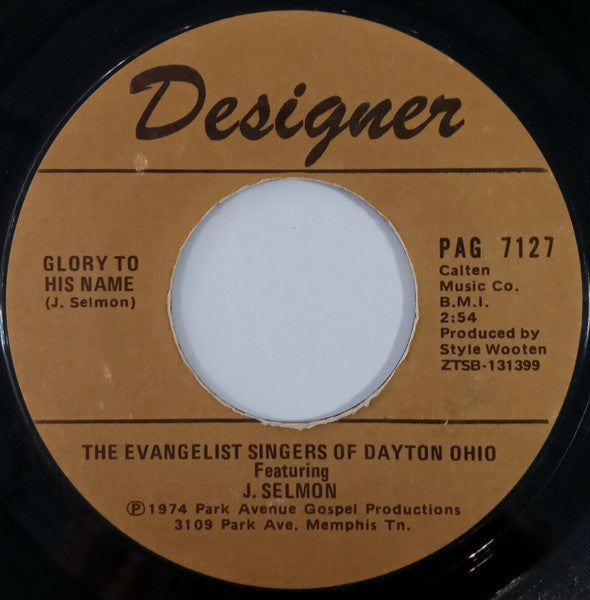 Designer
GLORY TO
HIS NAME
(J. Selmon)
PAG 7127
Calten
Music Co.
B.M.I.
2:54
Produced by
Style Wooten
ZTSB-131399
THE EVANGELIST SINGERS OF DAYTON OHIO
Featuring
J. SELMON
Ⓟ1974 Park Avenue Gospel Productions
3109 Park Ave. Memphis Tn.